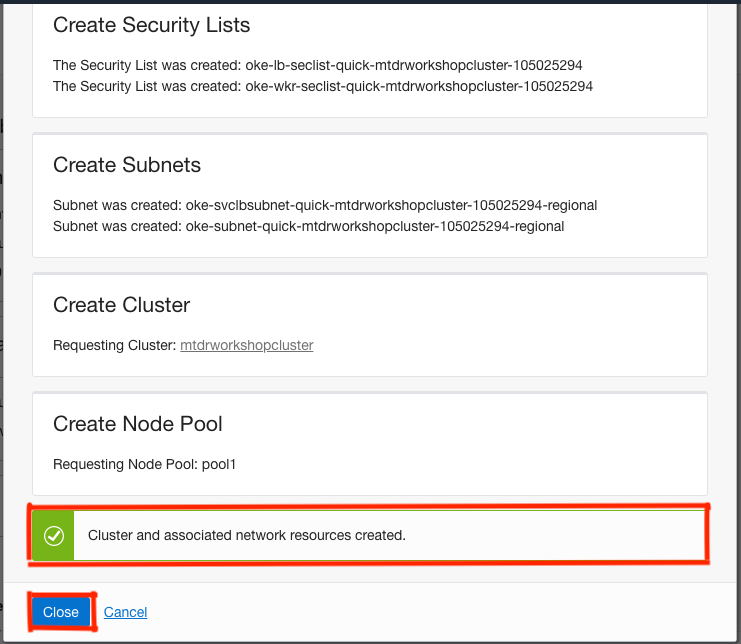 Create Security Lists
The Security List was created: oke-lb-seclist-quick-mtdrworkshopcluster-105025294
The Security List was created: oke-wkr-seclist-quick-mtdrworkshopcluster-105025294
Create Subnets
Subnet was created: oke-svclbsubnet-quick-mtdrworkshopcluster-105025294-regional
Subnet was created: oke-subnet-quick-mtdrworkshopcluster-105025294-regional
Create Cluster
Requesting Cluster: mtdrworkshopcluster
Create Node Pool
Requesting Node Pool: pool1
Cluster and associated network resources created.
Close Cancel